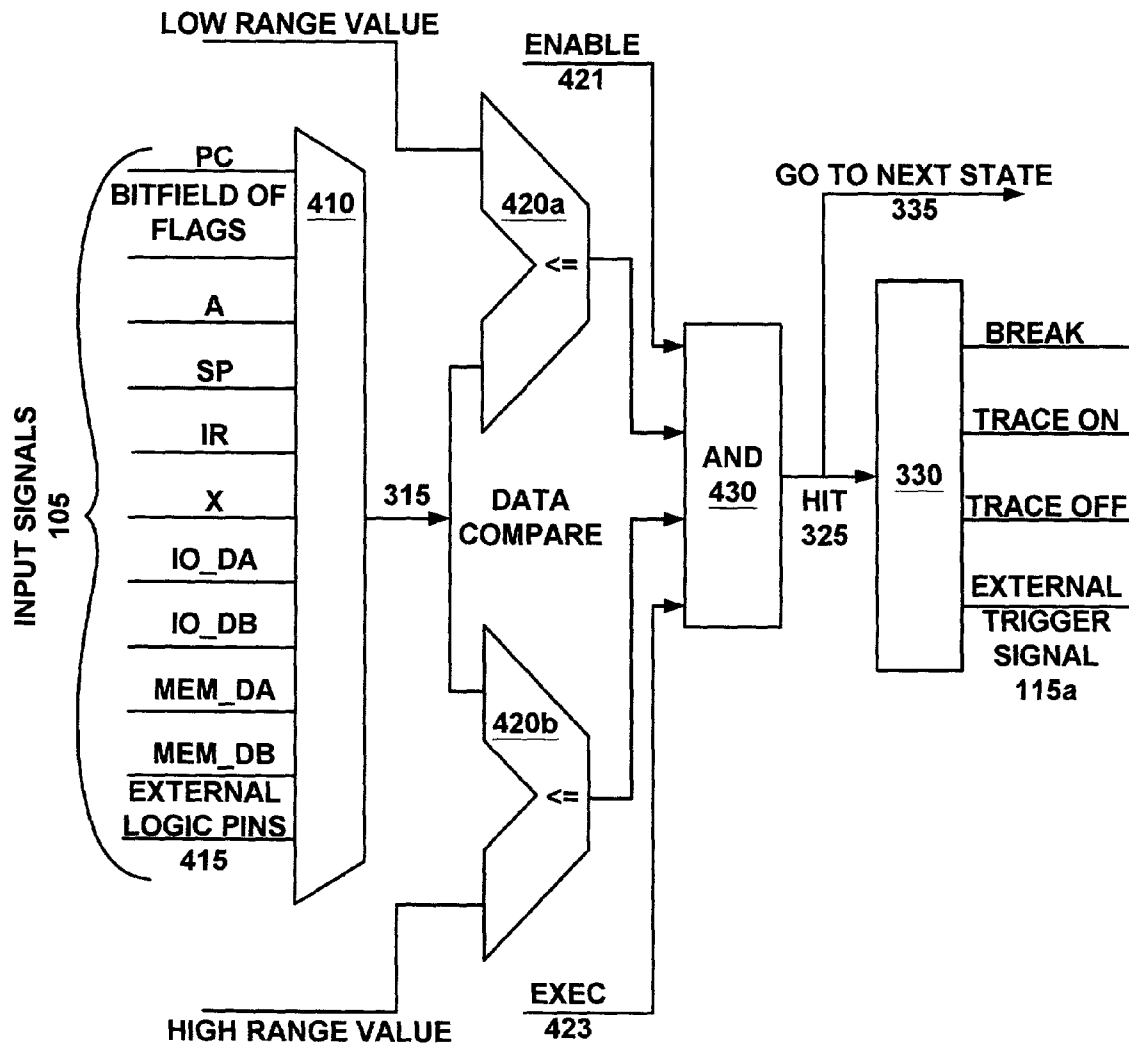 LOW RANGE VALUE
ENABLE
421
PC
BITFIELD OF
FLAGS
A
SP
IR
X
IO_DA
IO_DB
MEM_DA
MEM_DB
EXTERNAL
LOGIC PINS
415
INPUT SIGNALS
105
410
315
420a
<=
DATA
COMPARE
420b
<=
AND
430
HIT
325
GO TO NEXT STATE
335
330
BREAK
TRACE ON
TRACE OFF
EXTERNAL
TRIGGER
SIGNAL
115a
EXEC
423
HIGH RANGE VALUE